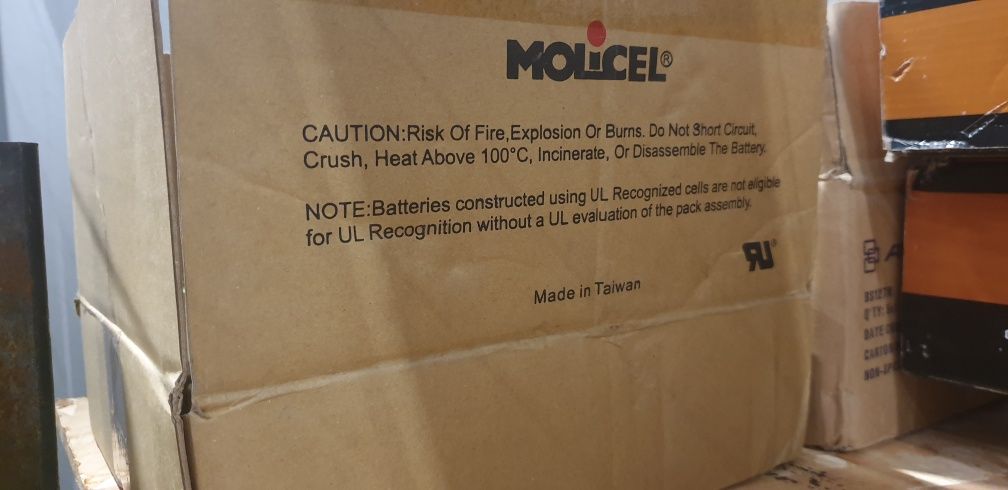 MOLiCEL®
CAUTION:Risk Of Fire,Explosion Or Burns. Do Not Short Circuit,
Crush, Heat Above 100°C, Incinerate, Or Disassemble The Battery.
NOTE:Batteries constructed using UL Recognized cells are not eligible
for UL Recognition without a UL evaluation of the pack assembly.
Made in Taiwan
Q'TY:
DATE